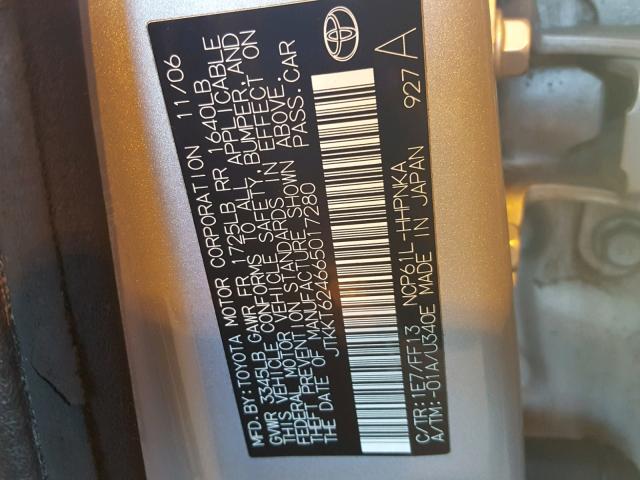 MFD.BY:TOYOTA MOTOR CORPORATION 11/06
GVWR 3345LB GAWR FR 1725LB RR 1640LB
THIS VEHICLE CONFORMS TO ALL APPLICABLE
FEDERAL MOTOR VEHICLE SAFETY, BUMPER, AND
THEFT PREVENTION STANDARDS IN EFFECT ON
THE DATE OF MANUFACTURE SHOWN ABOVE.
JTKKT624665017280 PASS.CAR
C/TR:1E7/FF13 NCP61L-HHPNKA 927A
A/TM:-01A/U340E MADE IN JAPAN